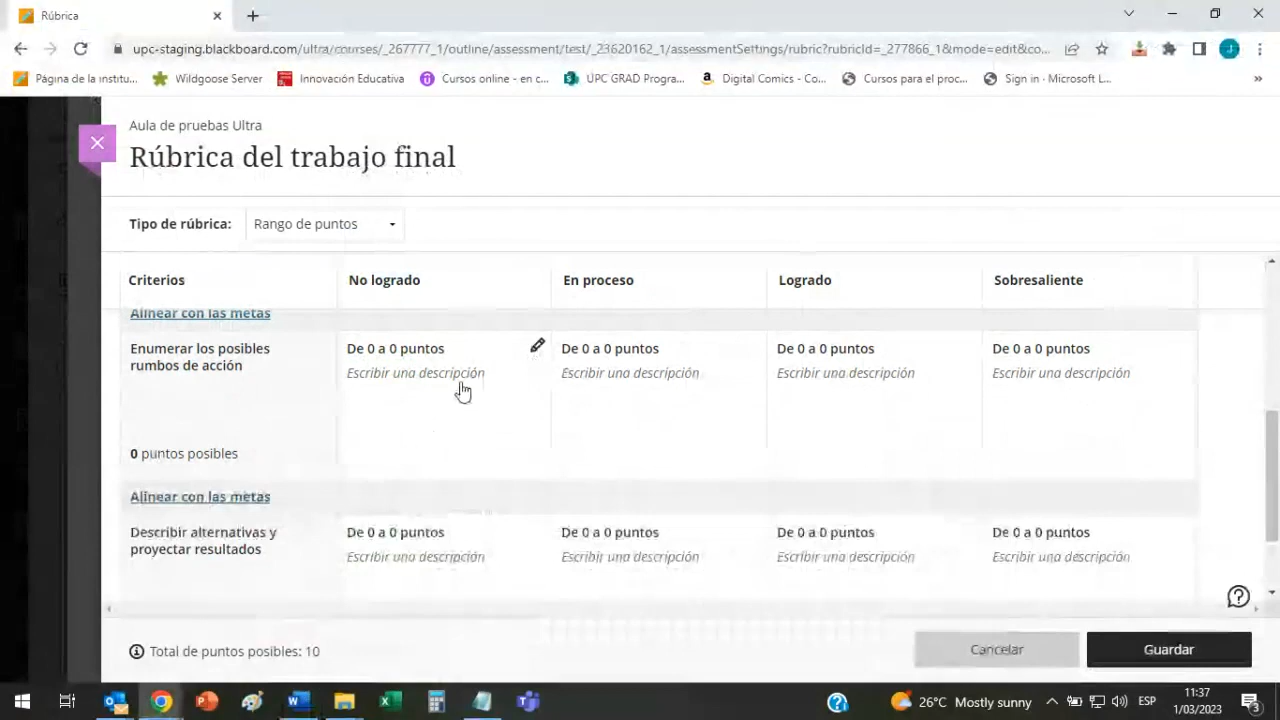 Rúbrica
upc-staging.blackboard.com/ultra/courses/_267777_1/outline/assessment/test/_23620162_1/assessmentSettings/rubric?rubricId=_277866_1&mode=edit&co...
Página de la institu... Wildgoose Server Innovación Educativa Cursos online - en c... UPC GRAD Progra... Digital Comics - Co... Cursos para el proc... Sign in · Microsoft L... »
Aula de pruebas Ultra
Rúbrica del trabajo final
Tipo de rúbrica: Rango de puntos
Criterios No logrado En proceso Logrado Sobresaliente
Alinear con las metas
Enumerar los posibles De 0 a 0 puntos De 0 a 0 puntos De 0 a 0 puntos De 0 a 0 puntos
rumbos de acción Escribir una descripción Escribir una descripción Escribir una descripción Escribir una descripción
0 puntos posibles
Alinear con las metas
Describir alternativas y De 0 a 0 puntos De 0 a 0 puntos De 0 a 0 puntos De 0 a 0 puntos
proyectar resultados Escribir una descripción Escribir una descripción Escribir una descripción Escribir una descripción
Total de puntos posibles: 10 Cancelar Guardar
26°C Mostly sunny ESP 11:37
1/03/2023
3